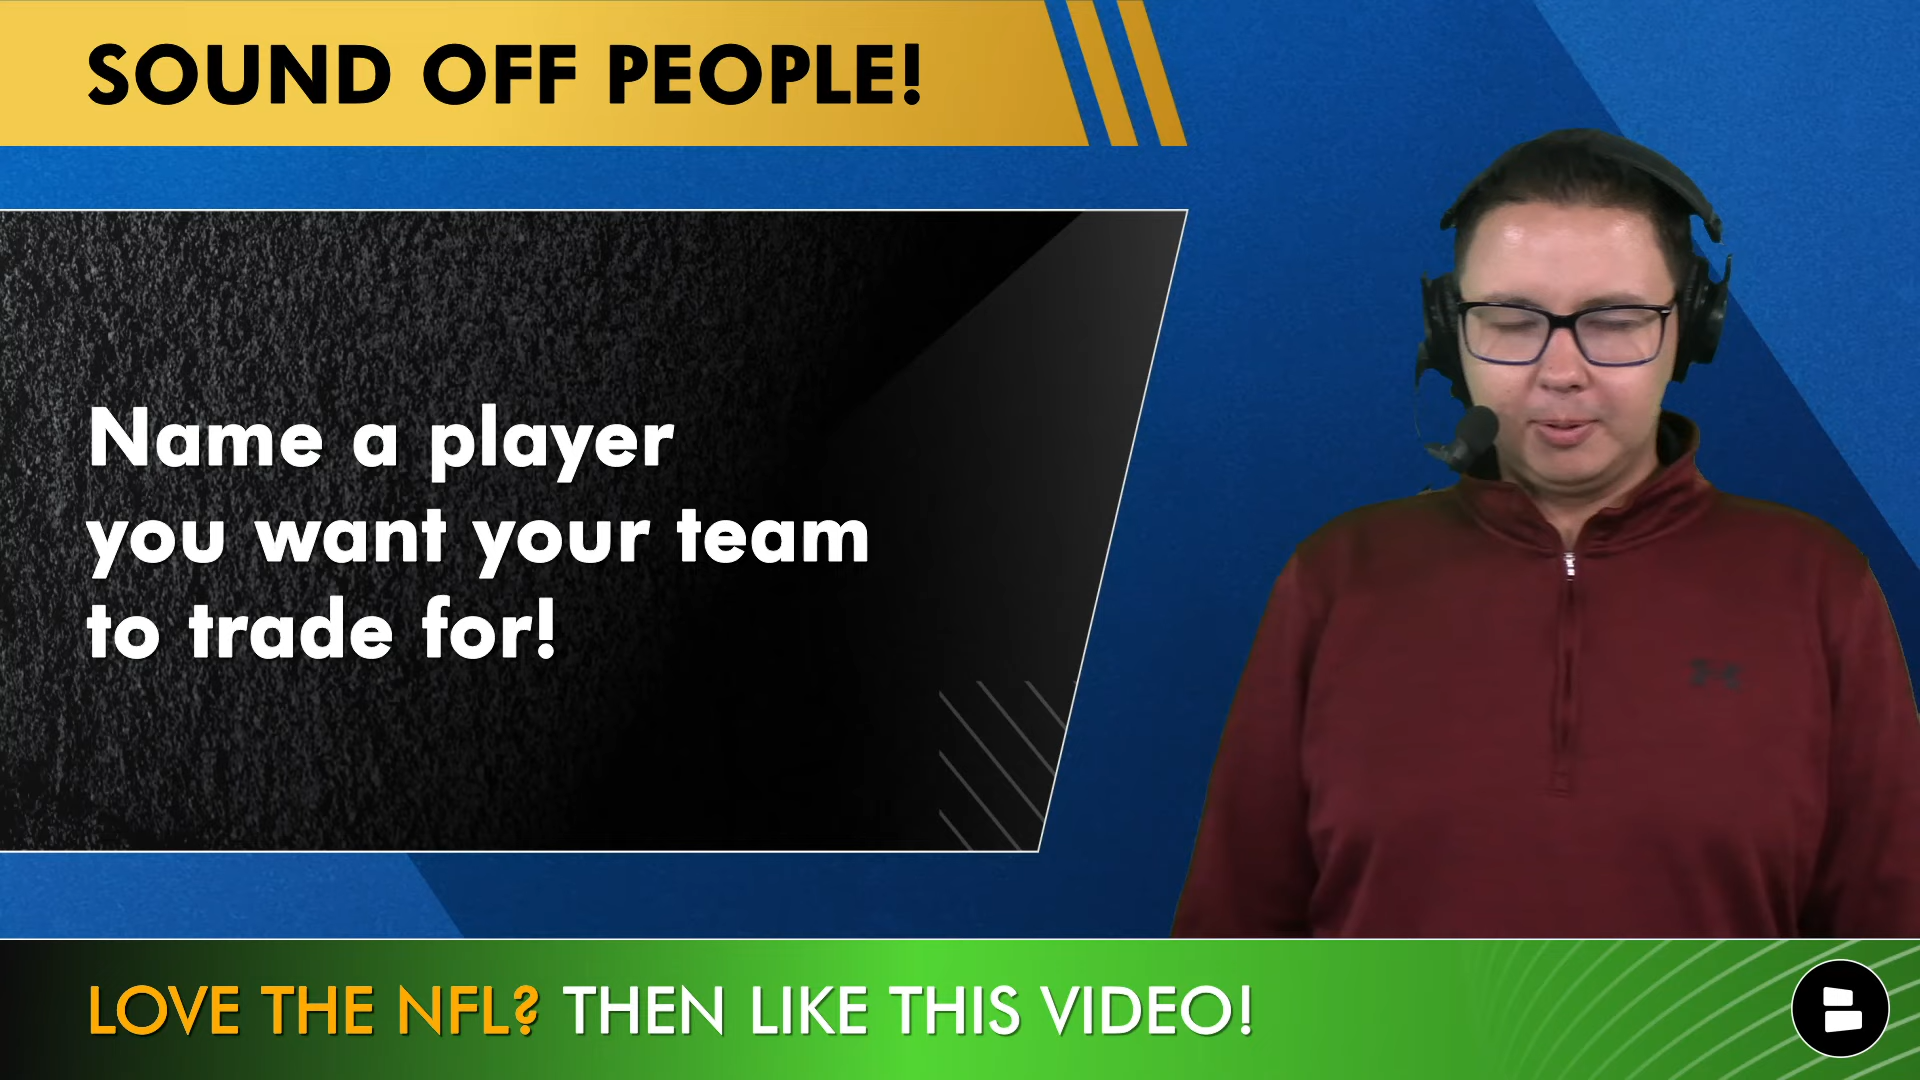 SOUND OFF PEOPLE!
Name a player
you want your team
to trade for!
LOVE THE NFL? THEN LIKE THIS VIDEO!